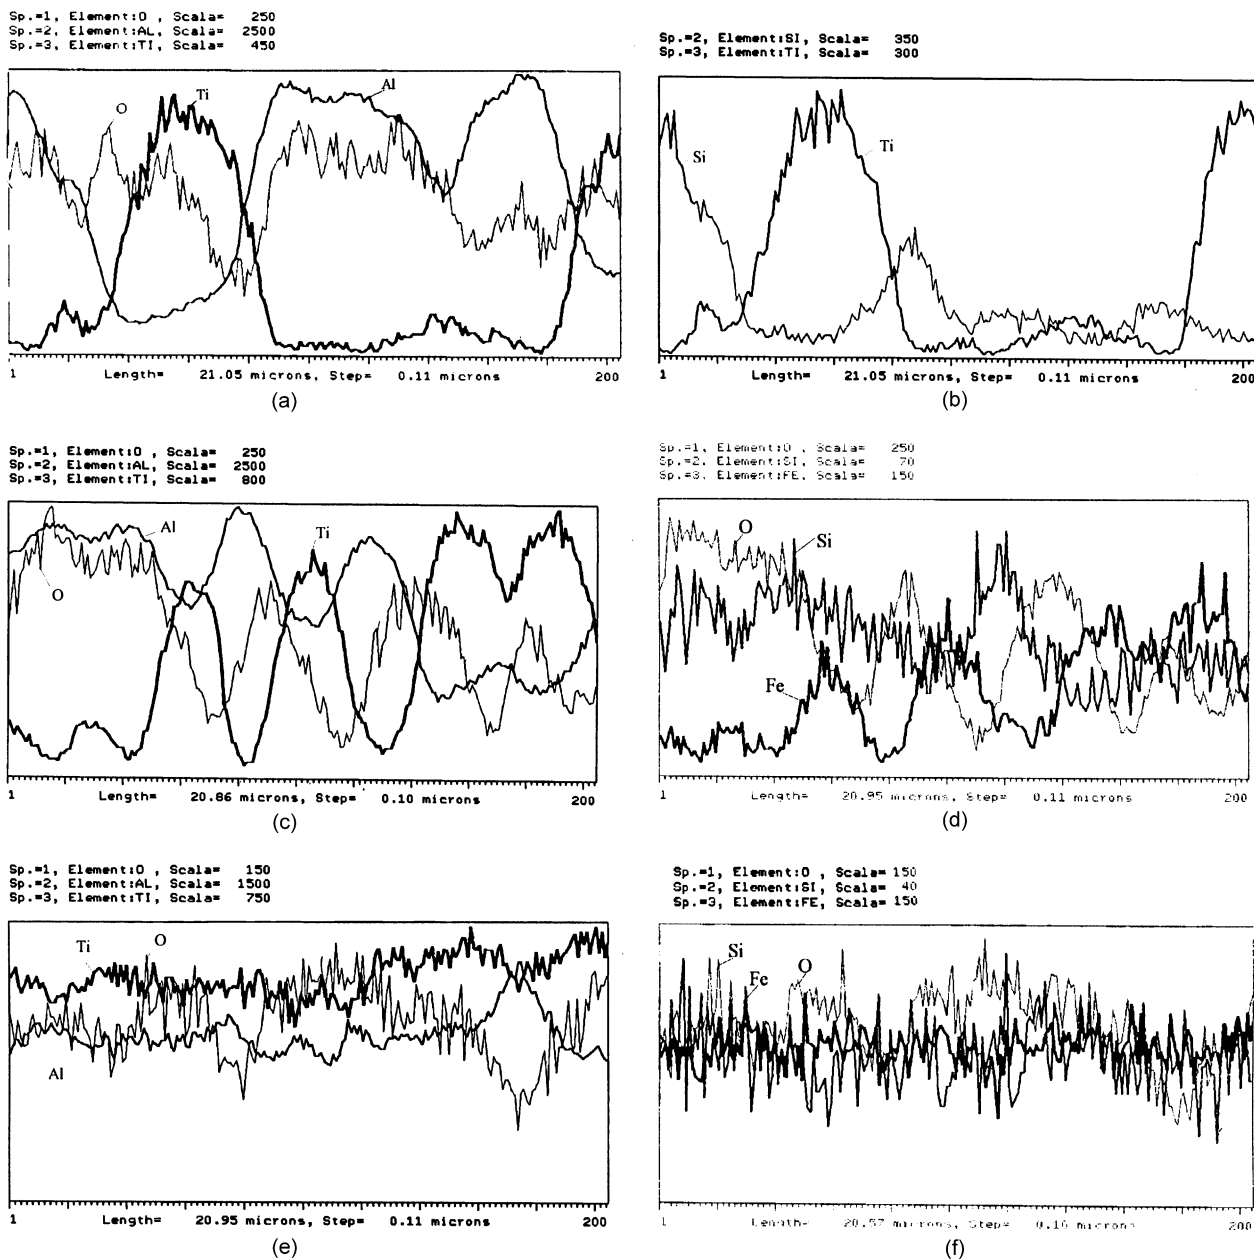 Sp.=1, Element:O , Scala= 250
Sp.=2, Element:AL, Scala= 2500
Sp.=3, Element:TI, Scala= 450
O
Ti
Al
1 Length= 21.05 microns, Step= 0.11 microns 200
(a)
Sp.=2, Element:SI, Scala= 350
Sp.=3, Element:TI, Scala= 300
Si
Ti
1 Length= 21.05 microns, Step= 0.11 microns 200
(b)
Sp.=1, Element:O , Scala= 250
Sp.=2, Element:AL, Scala= 2500
Sp.=3, Element:TI, Scala= 800
Al
Ti
O
1 Length= 20.86 microns, Step= 0.10 microns 200
(c)
Sp.=1, Element:O , Scala= 250
Sp.=2, Element:SI, Scala= 70
Sp.=3, Element:FE, Scala= 150
O
Si
Fe
1 Length= 20.95 microns, Step= 0.11 microns 200
(d)
Sp.=1, Element:O , Scala= 150
Sp.=2, Element:AL, Scala= 1500
Sp.=3, Element:TI, Scala= 750
Ti
O
Al
1 Length= 20.95 microns, Step= 0.11 microns 200
(e)
Sp.=1, Element:O , Scala= 150
Sp.=2, Element:SI, Scala= 40
Sp.=3, Element:FE, Scala= 150
Si
Fe
O
1 Length= 20.57 microns, Step= 0.10 microns 200
(f)